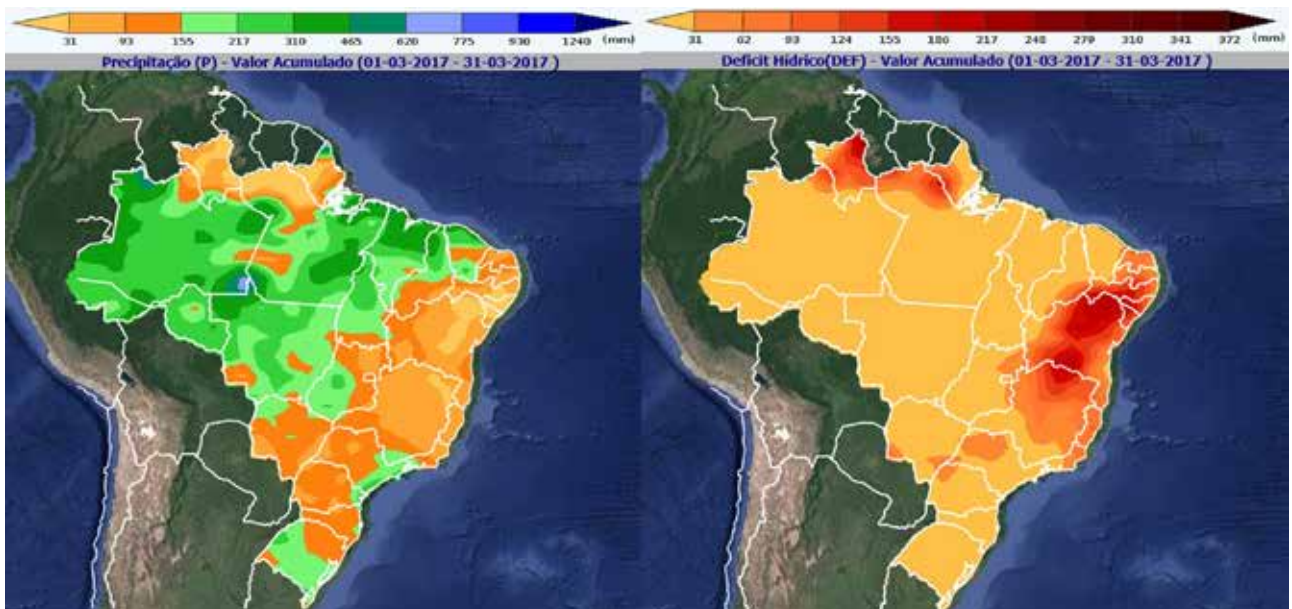 31 93 155 217 310 465 620 775 930 1240 (mm)
Precipitação (P) - Valor Acumulado (01-03-2017 - 31-03-2017 )
31 62 93 124 155 180 217 248 279 310 341 372 (mm)
Deficit Hídrico(DEF) - Valor Acumulado (01-03-2017 - 31-03-2017 )